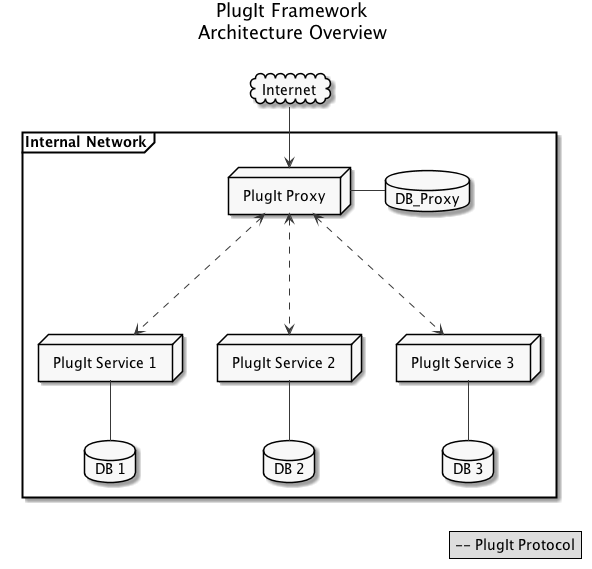 PlugIt Framework
Architecture Overview
Internet
Internal Network
PlugIt Proxy
DB_Proxy
PlugIt Service 1
PlugIt Service 2
PlugIt Service 3
DB 1
DB 2
DB 3
-- PlugIt Protocol